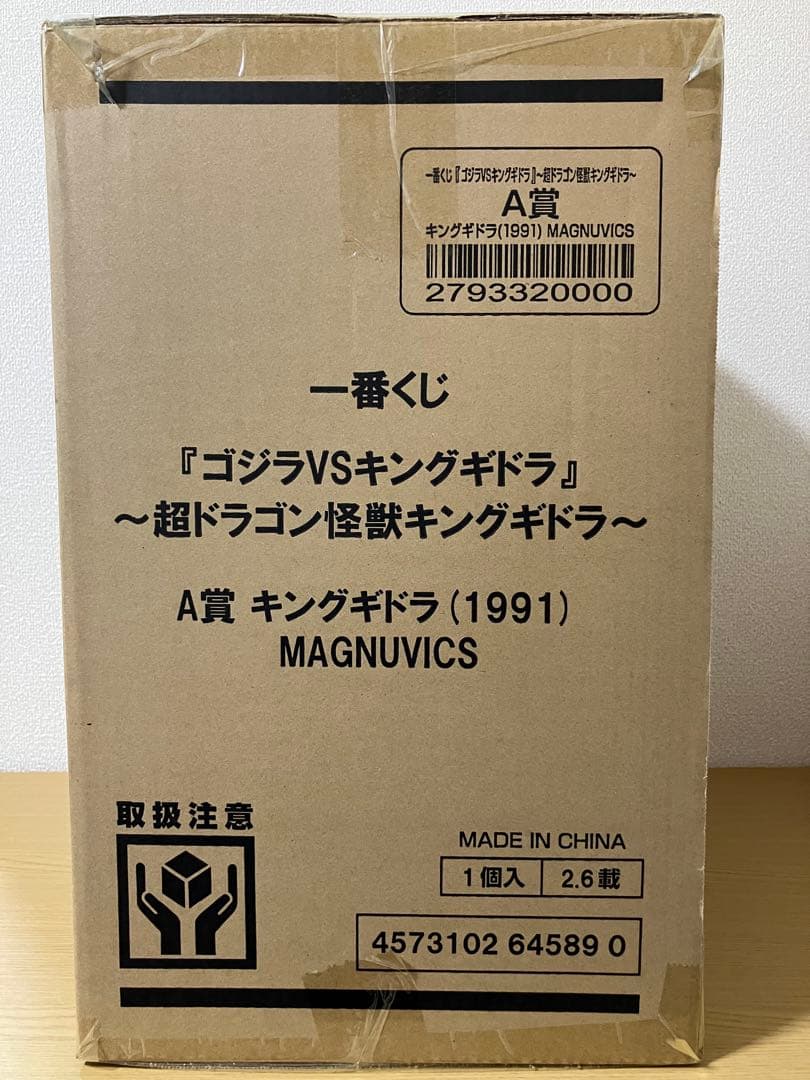 一番くじ『ゴジラVSキングギドラ』~超ドラゴン怪獣キングギドラ~
A賞
キングギドラ(1991) MAGNUVICS
2793320000
一番くじ
『ゴジラVSキングギドラ』
~超ドラゴン怪獣キングギドラ~
A賞 キングギドラ(1991)
MAGNUVICS
取扱注意
MADE IN CHINA
1個入 2.6載
4573102 64589 0